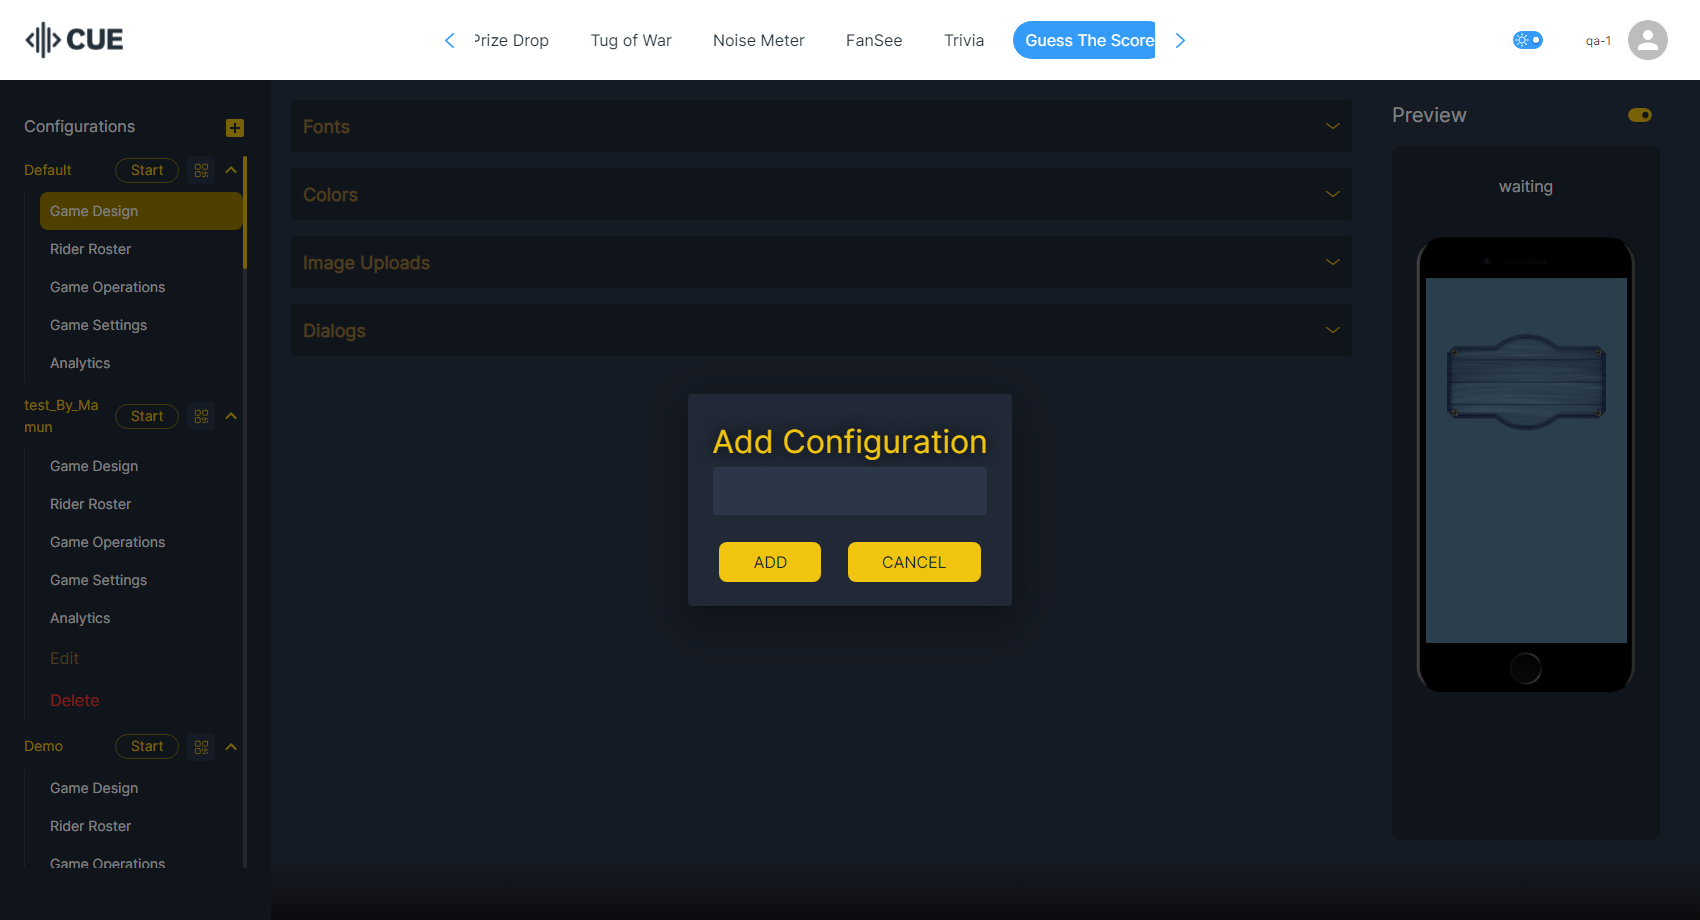 CUE
Prize Drop
Tug of War
Noise Meter
FanSee
Trivia
Guess The Score
qa-1
Configurations
Default
Start
Game Design
Rider Roster
Game Operations
Game Settings
Analytics
test_By_Ma
mun
Start
Game Design
Rider Roster
Game Operations
Game Settings
Analytics
Edit
Delete
Demo
Start
Game Design
Rider Roster
Game Operations
Fonts
Colors
Image Uploads
Dialogs
Add Configuration
ADD
CANCEL
Preview
waiting